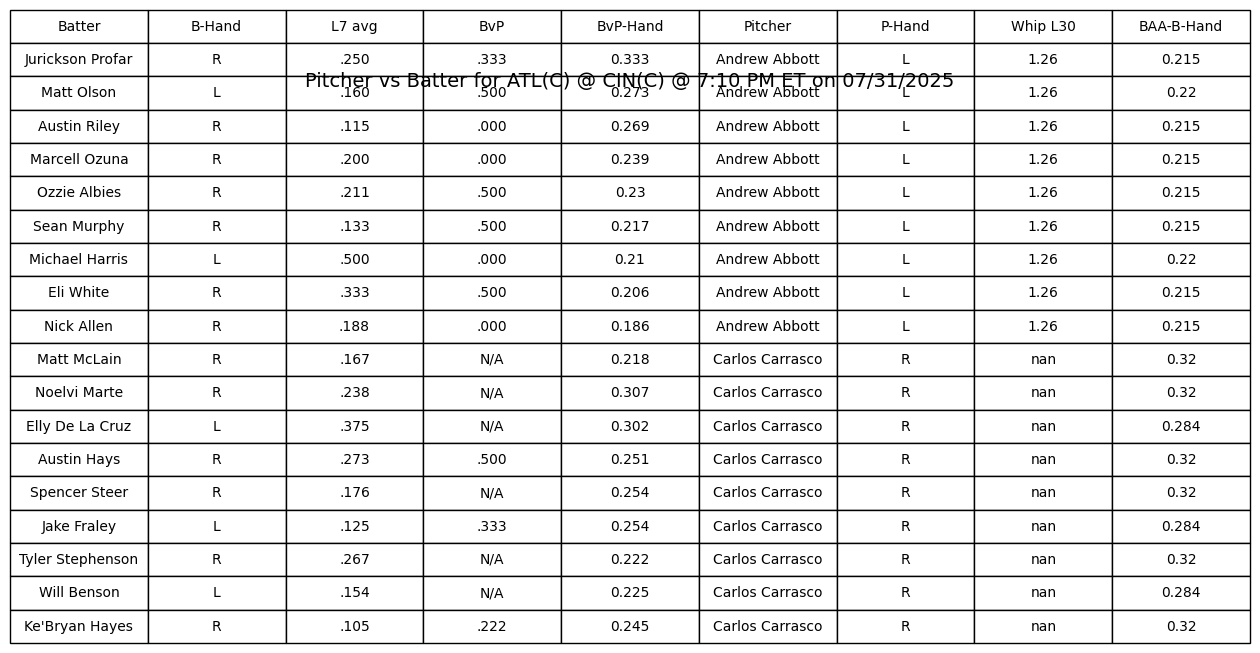 Batter B-Hand L7 avg BvP BvP-Hand Pitcher P-Hand Whip L30 BAA-B-Hand
Jurickson Profar R .250 .333 0.333 Andrew Abbott L 1.26 0.215
Pitcher vs Batter for ATL(C) @ CIN(C) @ 7:10 PM ET on 07/31/2025
Matt Olson L .160 .500 0.273 Andrew Abbott L 1.26 0.22
Austin Riley R .115 .000 0.269 Andrew Abbott L 1.26 0.215
Marcell Ozuna R .200 .000 0.239 Andrew Abbott L 1.26 0.215
Ozzie Albies R .211 .500 0.23 Andrew Abbott L 1.26 0.215
Sean Murphy R .133 .500 0.217 Andrew Abbott L 1.26 0.215
Michael Harris L .500 .000 0.21 Andrew Abbott L 1.26 0.22
Eli White R .333 .500 0.206 Andrew Abbott L 1.26 0.215
Nick Allen R .188 .000 0.186 Andrew Abbott L 1.26 0.215
Matt McLain R .167 N/A 0.218 Carlos Carrasco R nan 0.32
Noelvi Marte R .238 N/A 0.307 Carlos Carrasco R nan 0.32
Elly De La Cruz L .375 N/A 0.302 Carlos Carrasco R nan 0.284
Austin Hays R .273 .500 0.251 Carlos Carrasco R nan 0.32
Spencer Steer R .176 N/A 0.254 Carlos Carrasco R nan 0.32
Jake Fraley L .125 .333 0.254 Carlos Carrasco R nan 0.284
Tyler Stephenson R .267 N/A 0.222 Carlos Carrasco R nan 0.32
Will Benson L .154 N/A 0.225 Carlos Carrasco R nan 0.284
Ke'Bryan Hayes R .105 .222 0.245 Carlos Carrasco R nan 0.32